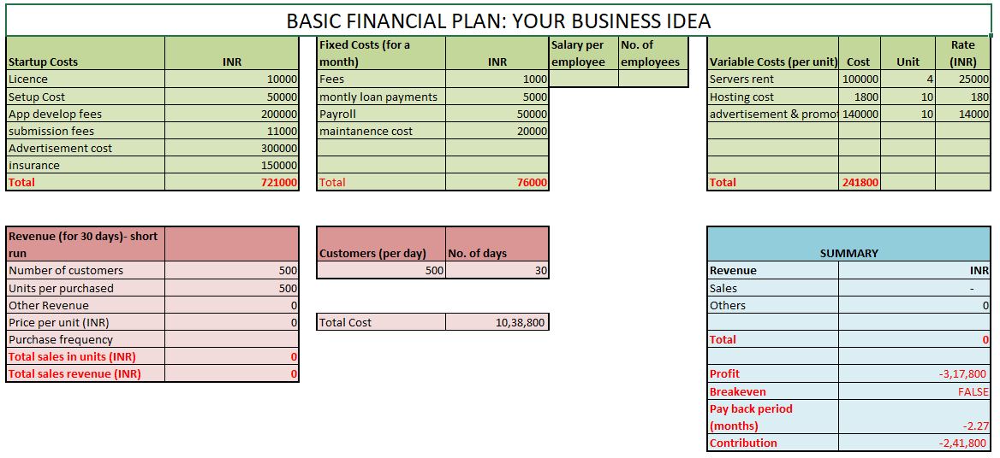 BASIC FINANCIAL PLAN: YOUR BUSINESS IDEA
Startup Costs INR
Licence 10000
Setup Cost 50000
App develop fees 200000
submission fees 11000
Advertisement cost 300000
insurance 150000
Total 721000
Fixed Costs (for a
month) INR
Salary per
employee
No. of
employees
Fees 1000
montly loan payments 5000
Payroll 50000
maintanence cost 20000
Total 76000
Variable Costs (per unit) Cost Unit
Rate
(INR)
Servers rent 100000 4 25000
Hosting cost 1800 10 180
advertisement & promot 140000 10 14000
Total 241800
Revenue (for 30 days)- short
run
Number of customers 500
Units per purchased 500
Other Revenue 0
Price per unit (INR) 0
Purchase frequency
Total sales in units (INR) 0
Total sales revenue (INR) 0
Customers (per day) No. of days
500 30
Total Cost 10,38,800
SUMMARY
Revenue INR
Sales -
Others 0
Total 0
Profit -3,17,800
Breakeven FALSE
Pay back period
(months) -2.27
Contribution -2,41,800